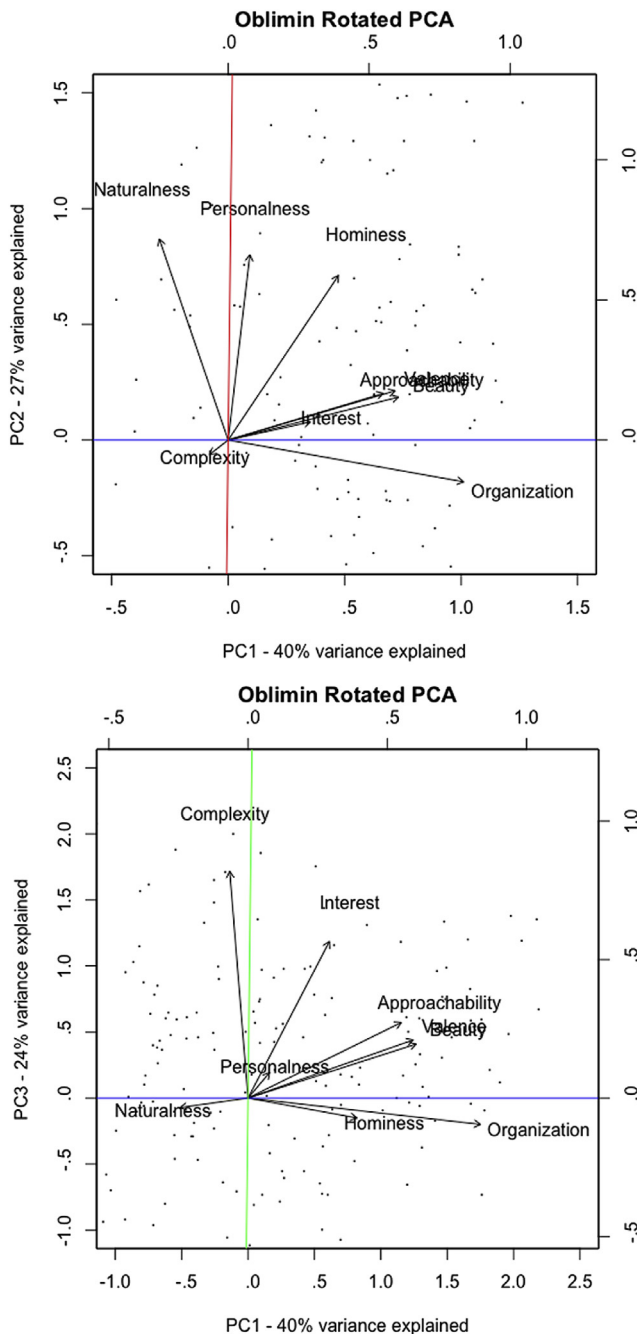 Oblimin Rotated PCA
.0 0.5 1.0
1.5
1.0
.5
.0
-.5
PC2 - 27% variance explained
1.0
0.5
.0
Naturalness
Personalness
Hominess
Approachability
Valence
Beauty
Interest
Complexity
Organization
-.5 .0 .5 1.0 1.5
PC1 - 40% variance explained
Oblimin Rotated PCA
-.5 .0 0.5 1.0
2.5
2.0
1.5
1.0
.5
.0
-.5
-1.0
PC3 - 24% variance explained
1.0
0.5
.0
-.5
Complexity
Interest
Approachability
Valence
Beauty
Personalness
Naturalness
Hominess
Organization
-1.0 -.5 .0 .5 1.0 1.5 2.0 2.5
PC1 - 40% variance explained